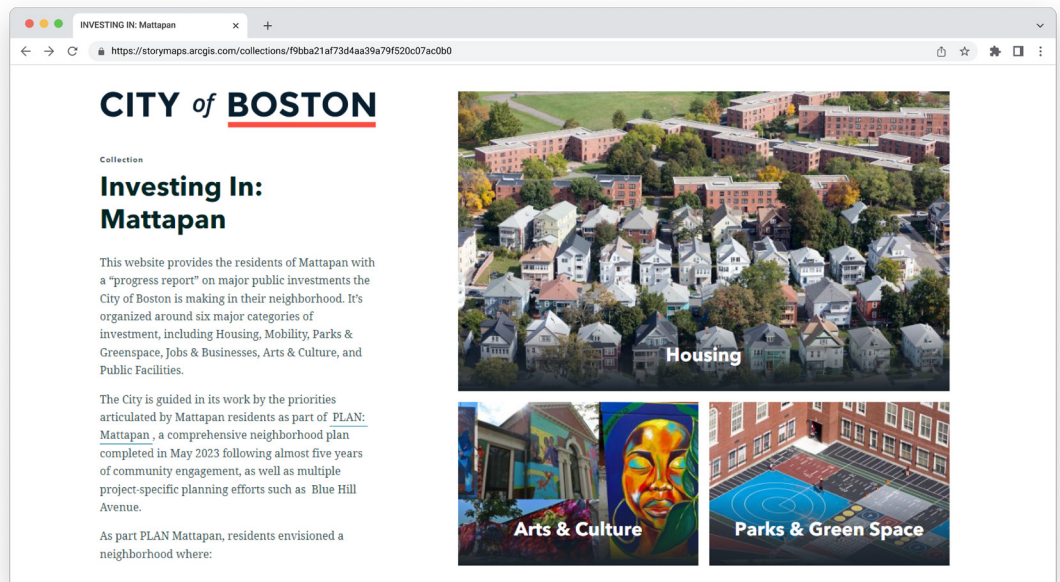 INVESTING IN: Mattapan
https://storymaps.arcgis.com/collections/f9bba21af73d4aa39a79f520c07ac0b0
CITY of BOSTON
Collection
Investing In:
Mattapan
This website provides the residents of Mattapan with
a “progress report” on major public investments the
City of Boston is making in their neighborhood. It’s
organized around six major categories of
investment, including Housing, Mobility, Parks &
Greenspace, Jobs & Businesses, Arts & Culture, and
Public Facilities.
The City is guided in its work by the priorities
articulated by Mattapan residents as part of PLAN:
Mattapan , a comprehensive neighborhood plan
completed in May 2023 following almost five years
of community engagement, as well as multiple
project-specific planning efforts such as Blue Hill
Avenue.
As part PLAN Mattapan, residents envisioned a
neighborhood where:
Housing
Arts & Culture
Parks & Green Space